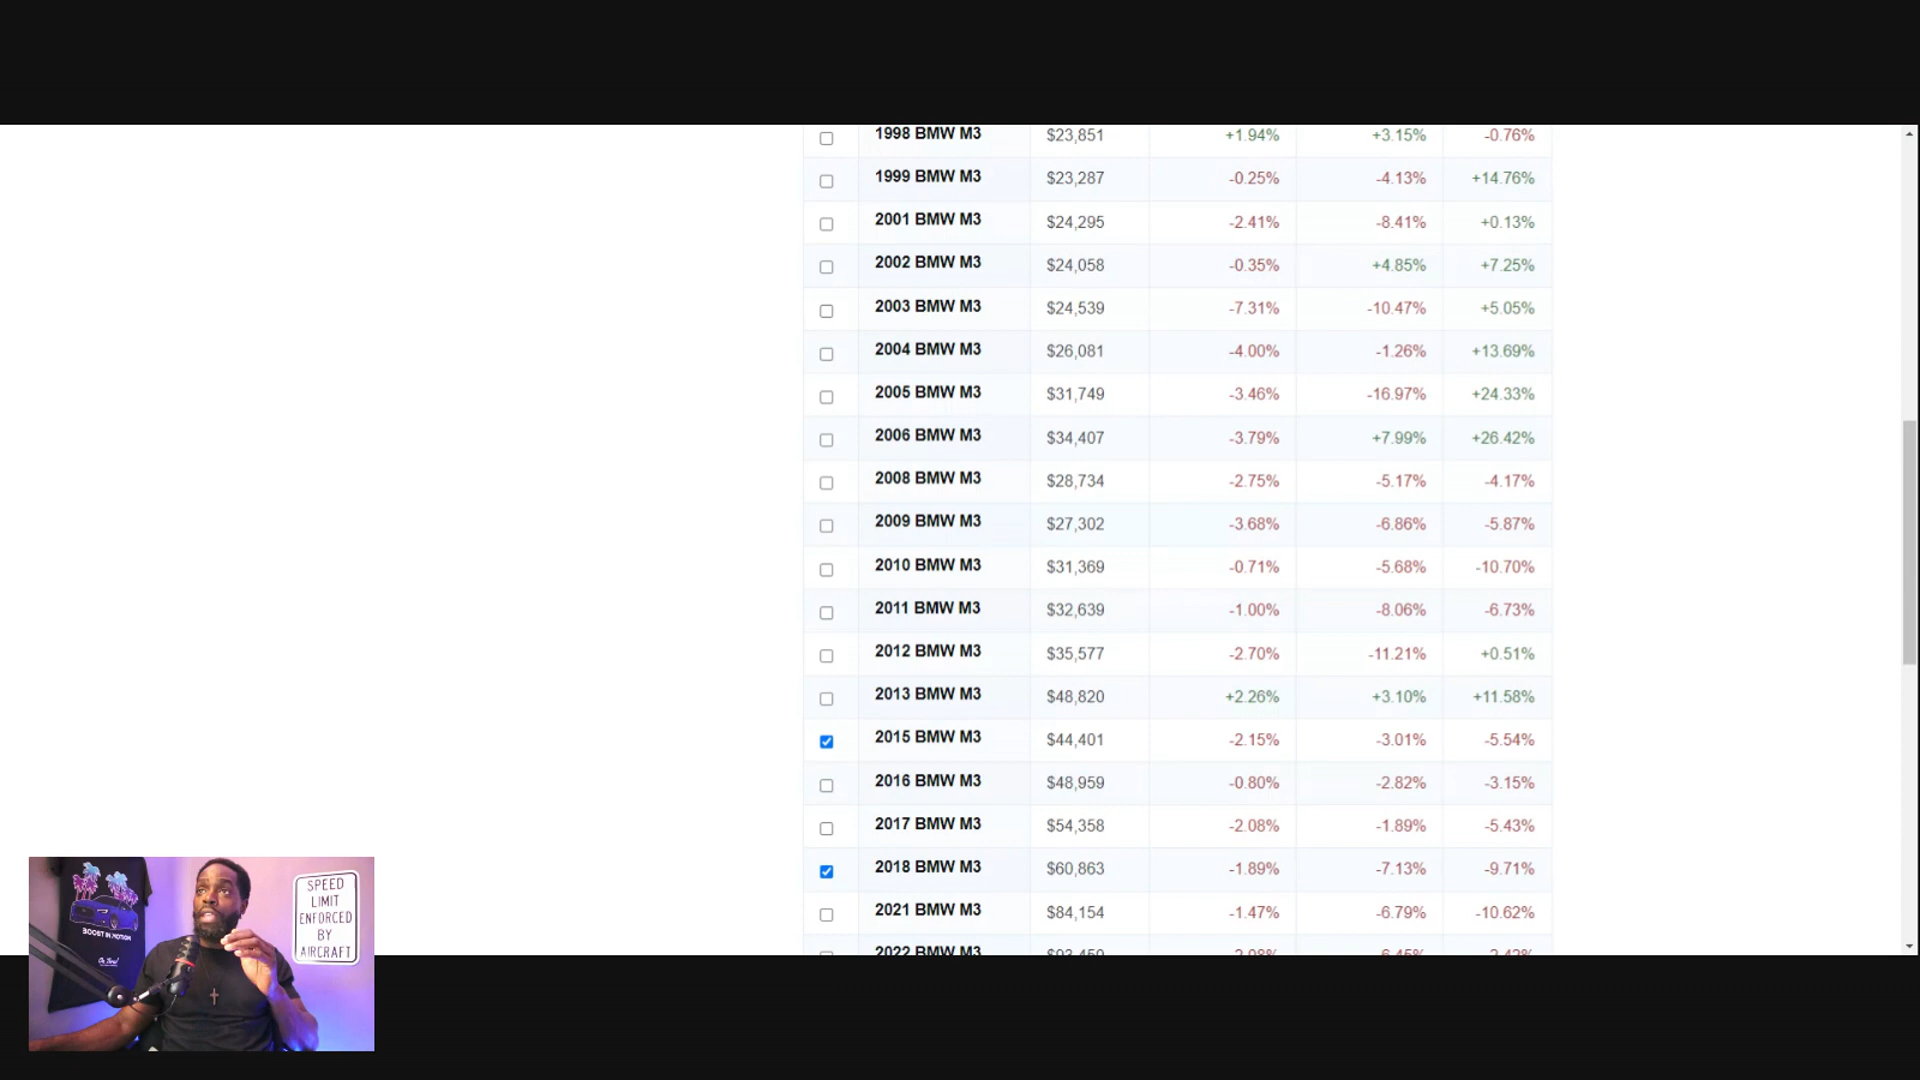 1998 BMW M3 $23,851 +1.94% +3.15% -0.76%
1999 BMW M3 $23,287 -0.25% -4.13% +14.76%
2001 BMW M3 $24,295 -2.41% -8.41% +0.13%
2002 BMW M3 $24,058 -0.35% +4.85% +7.25%
2003 BMW M3 $24,539 -7.31% -10.47% +5.05%
2004 BMW M3 $26,081 -4.00% -1.26% +13.69%
2005 BMW M3 $31,749 -3.46% -16.97% +24.33%
2006 BMW M3 $34,407 -3.79% +7.99% +26.42%
2008 BMW M3 $28,734 -2.75% -5.17% -4.17%
2009 BMW M3 $27,302 -3.68% -6.86% -5.87%
2010 BMW M3 $31,369 -0.71% -5.68% -10.70%
2011 BMW M3 $32,639 -1.00% -8.06% -6.73%
2012 BMW M3 $35,577 -2.70% -11.21% +0.51%
2013 BMW M3 $48,820 +2.26% +3.10% +11.58%
2015 BMW M3 $44,401 -2.15% -3.01% -5.54%
2016 BMW M3 $48,959 -0.80% -2.82% -3.15%
2017 BMW M3 $54,358 -2.08% -1.89% -5.43%
2018 BMW M3 $60,863 -1.89% -7.13% -9.71%
2021 BMW M3 $84,154 -1.47% -6.79% -10.62%
2022 BMW M3
BOOST IN MOTION
SPEED
LIMIT
ENFORCED
BY
AIRCRAFT